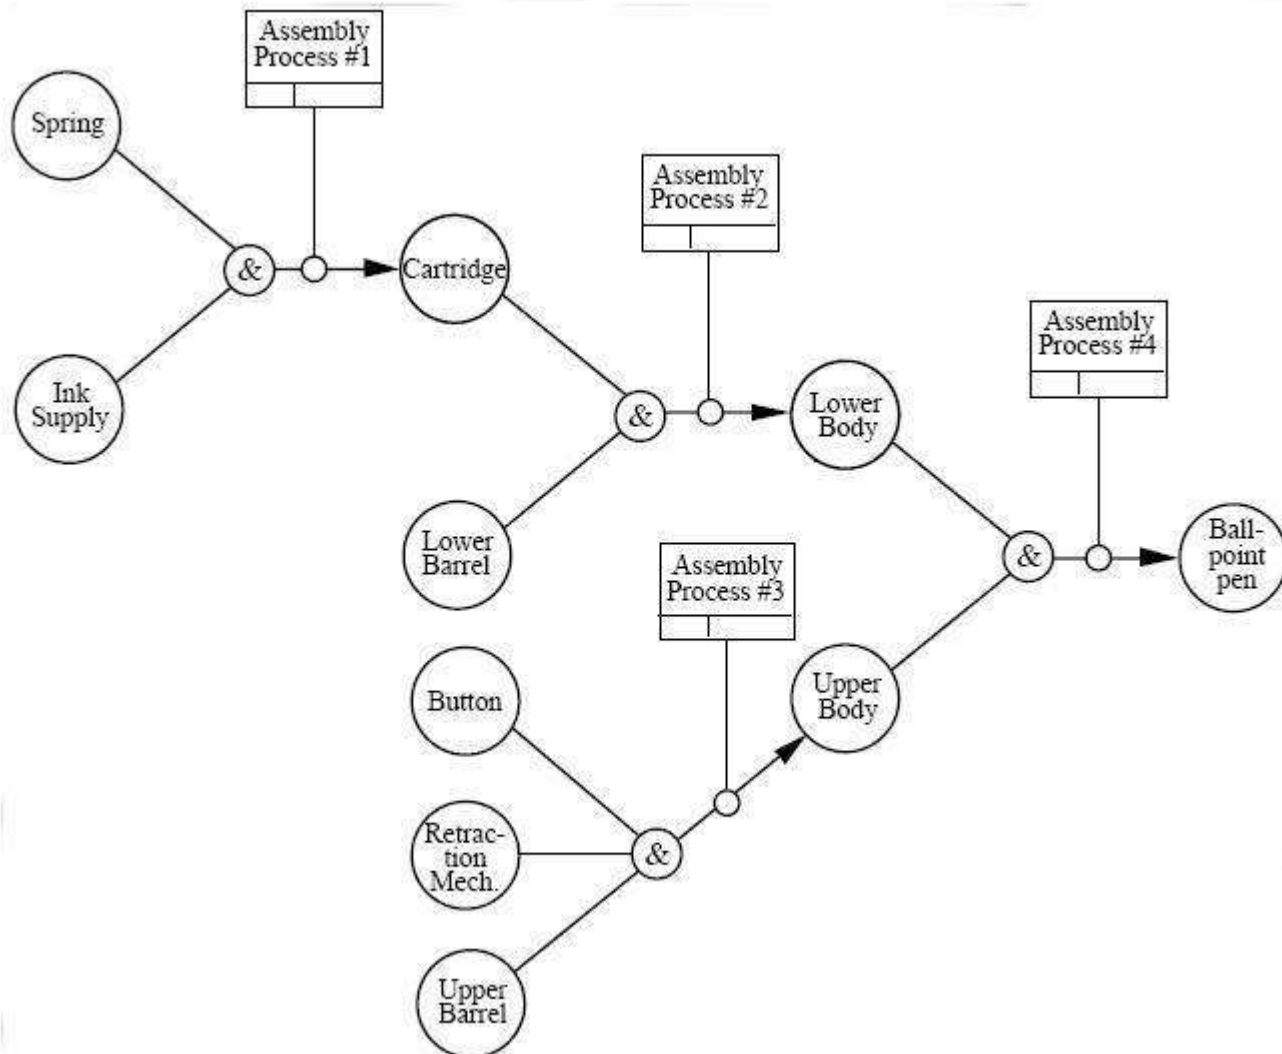 Assembly
Process #1
Spring
Assembly
Process #2
&
Cartridge
Assembly
Process #4
Ink
Supply
&
Lower
Body
Lower
Barrel
Assembly
Process #3
&
Ball-
point
pen
Button
Upper
Body
Retrac-
tion
Mech.
&
Upper
Barrel